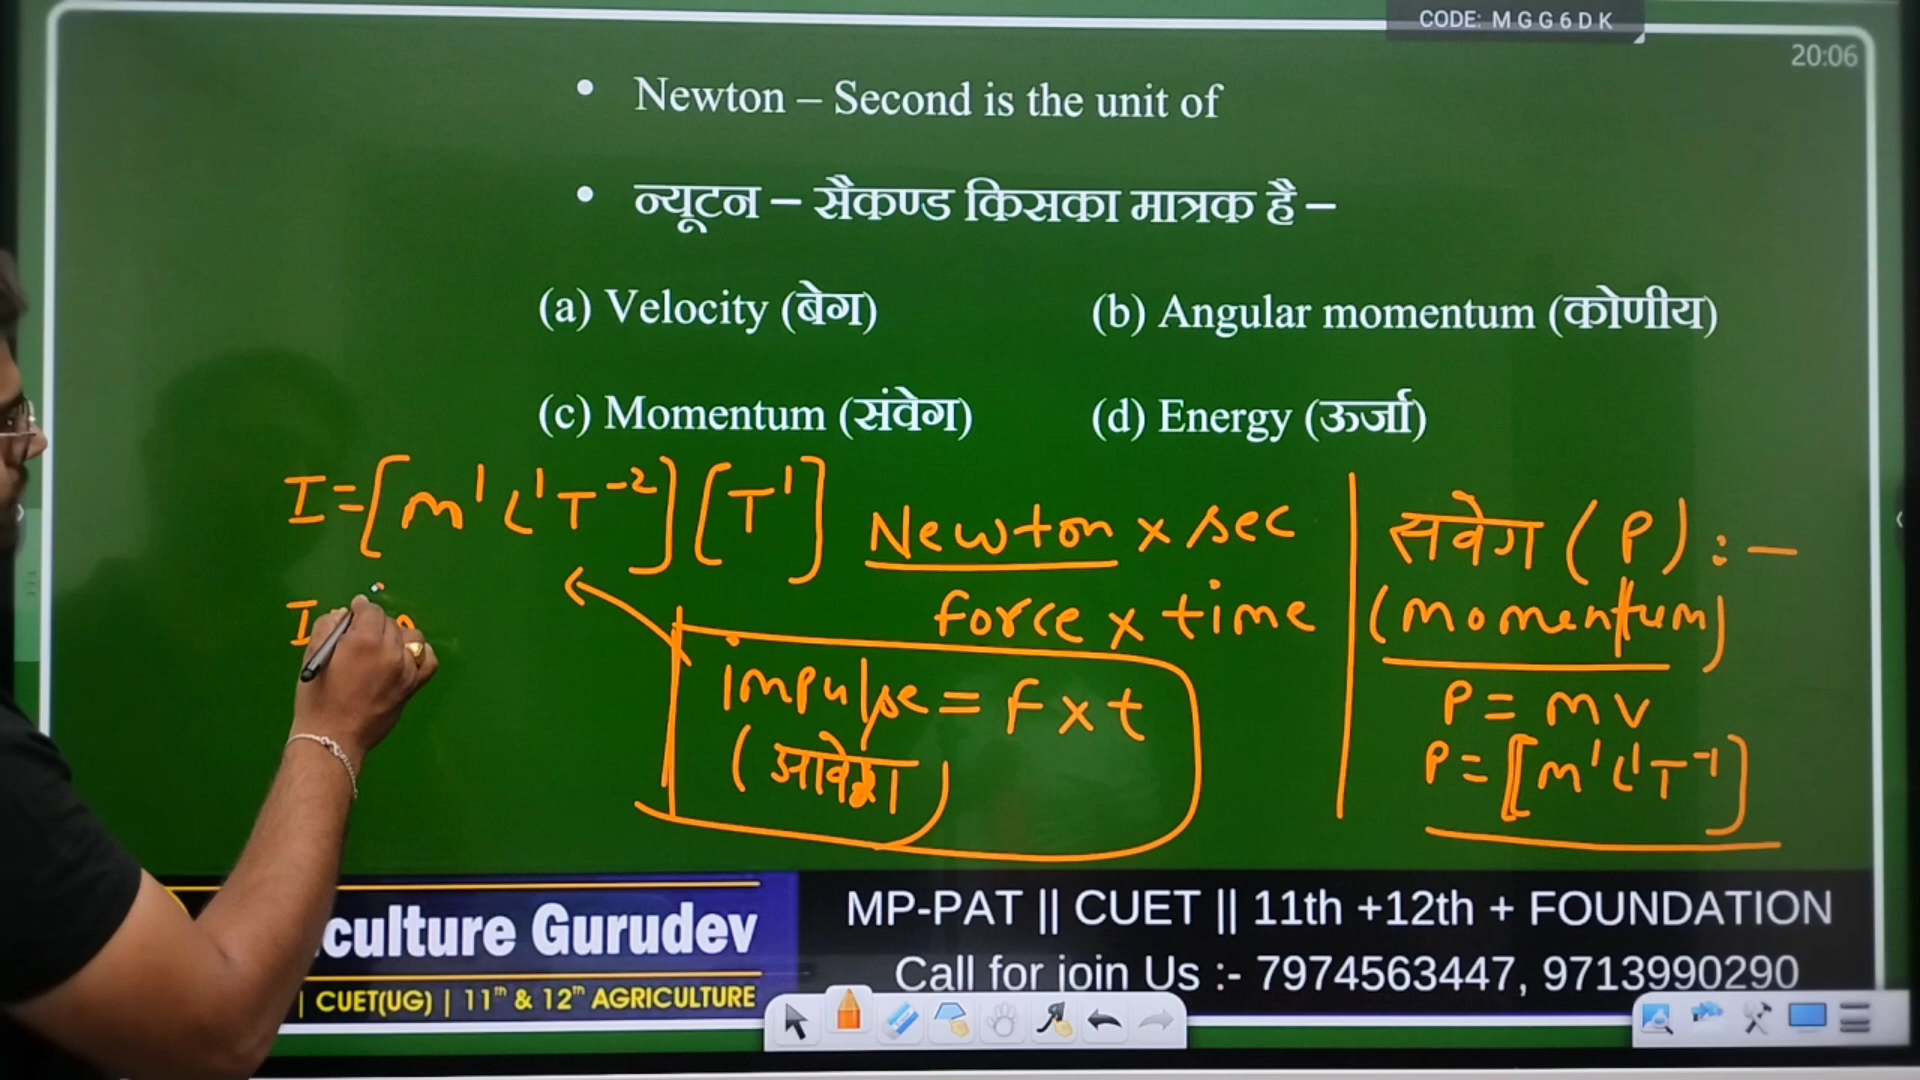 CODE: MGG6DK
20:06
• Newton – Second is the unit of
• न्यूटन – सैकण्ड किसका मात्रक है –
(a) Velocity (बेग)
(b) Angular momentum (कोणीय)
(c) Momentum (संवेग)
(d) Energy (ऊर्जा)
I=[M¹L¹T⁻²][T¹]
I
Newton × sec
force × time
impulse = F × t
(आवेग)
सवेग (P) :–
(momentum)
P = mv
P = [M¹L¹T⁻¹]
culture Gurudev
| CUET(UG) | 11th & 12th AGRICULTURE
MP-PAT || CUET || 11th +12th + FOUNDATION
Call for join Us :- 7974563447, 9713990290